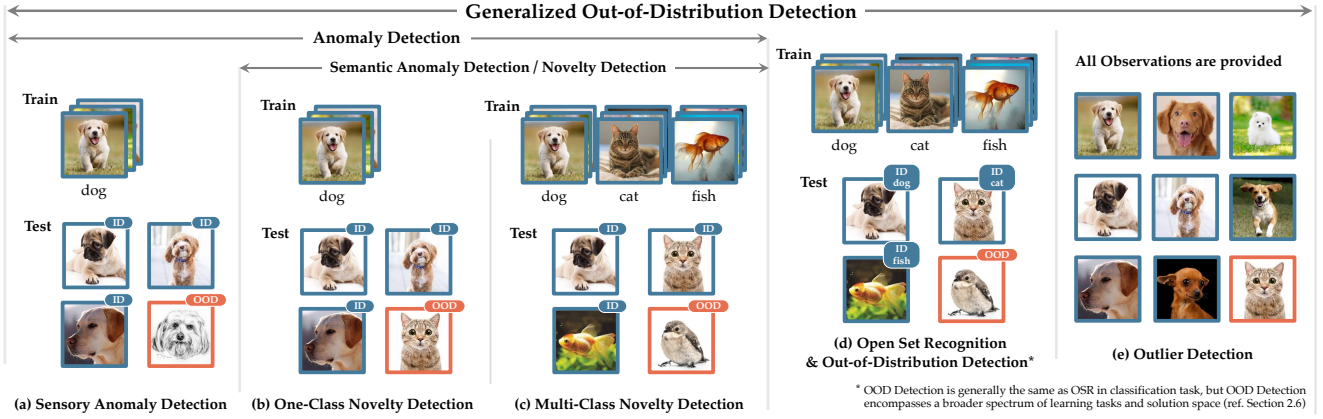 Generalized Out-of-Distribution Detection
Anomaly Detection
Semantic Anomaly Detection / Novelty Detection
Train
dog
Test
ID
ID
ID
OOD
(a) Sensory Anomaly Detection
Train
dog
ID
ID
ID
OOD
(b) One-Class Novelty Detection
Train
dog
cat
fish
Test
ID
ID
ID
OOD
(c) Multi-Class Novelty Detection
Train
dog
cat
fish
Test
ID
dog
ID
cat
ID
fish
OOD
(d) Open Set Recognition
& Out-of-Distribution Detection*
All Observations are provided
(e) Outlier Detection
* OOD Detection is generally the same as OSR in classification task, but OOD Detection
encompasses a broader spectrum of learning tasks and solution space (ref. Section 2.6)